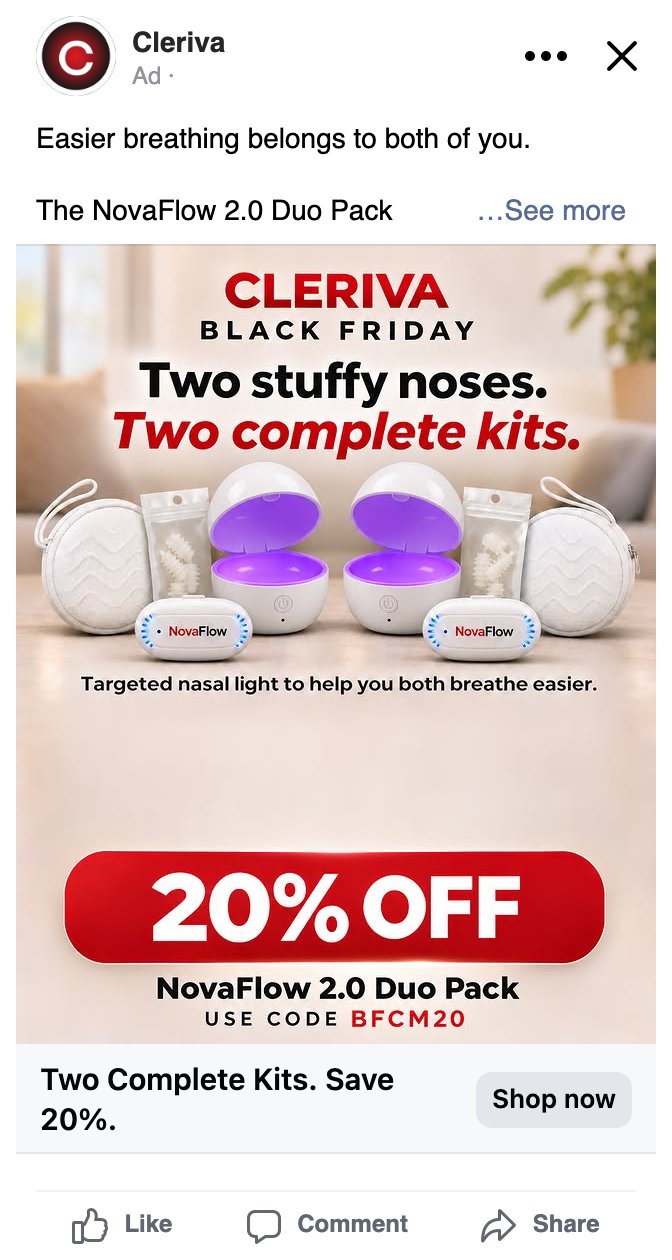 C
Cleriva
Ad ·
Easier breathing belongs to both of you.
The NovaFlow 2.0 Duo Pack
...See more
CLERIVA
BLACK FRIDAY
Two stuffy noses.
Two complete kits.
NovaFlow
NovaFlow
Targeted nasal light to help you both breathe easier.
20% OFF
NovaFlow 2.0 Duo Pack
USE CODE BFCM20
Two Complete Kits. Save
20%.
Shop now
Like
Comment
Share